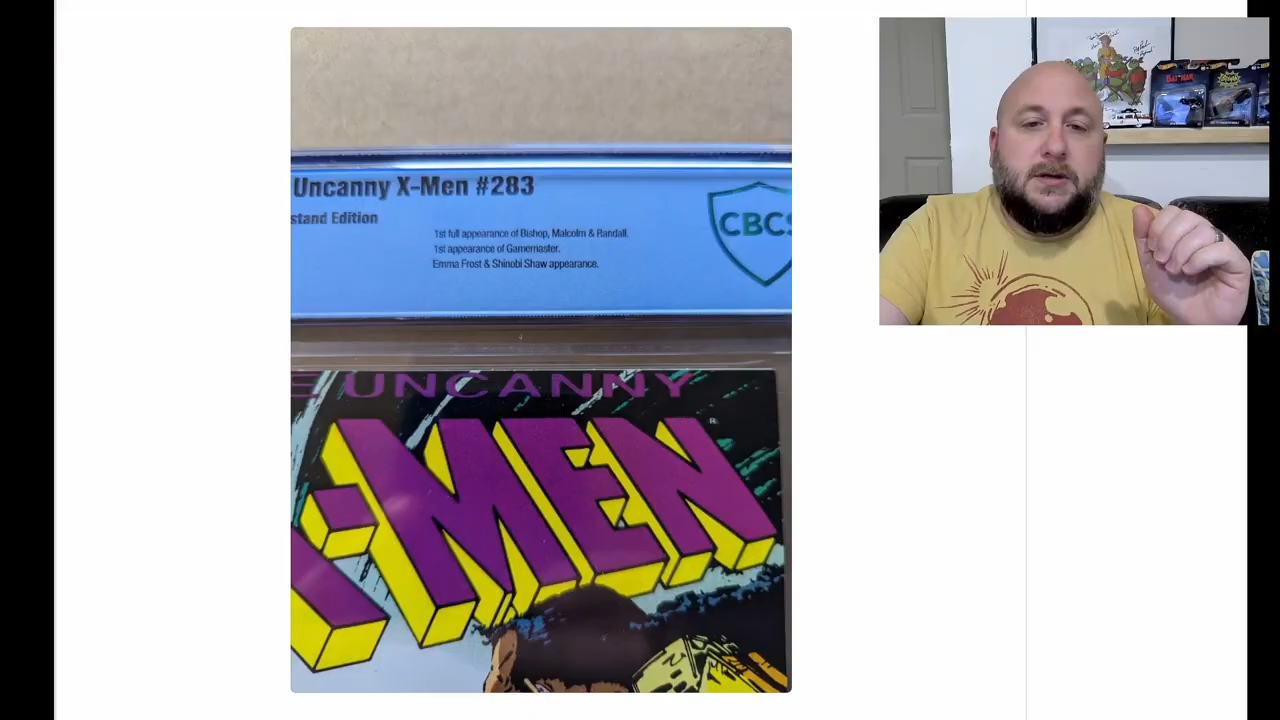 Uncanny X-Men #283
stand Edition
1st full appearance of Bishop, Malcolm & Randall.
1st appearance of Gamemaster.
Emma Frost & Shinobi Shaw appearance.
CBCS
E UNCANNY
X-MEN
R
BATMAN